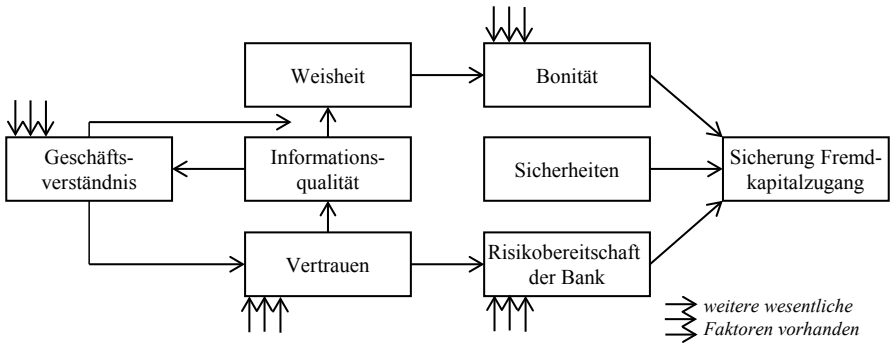 Weisheit
Bonität
Geschäfts-
verständnis
Informations-
qualität
Sicherheiten
Sicherung Fremd-
kapitalzugang
Vertrauen
Risikobereitschaft
der Bank
weitere wesentliche
Faktoren vorhanden